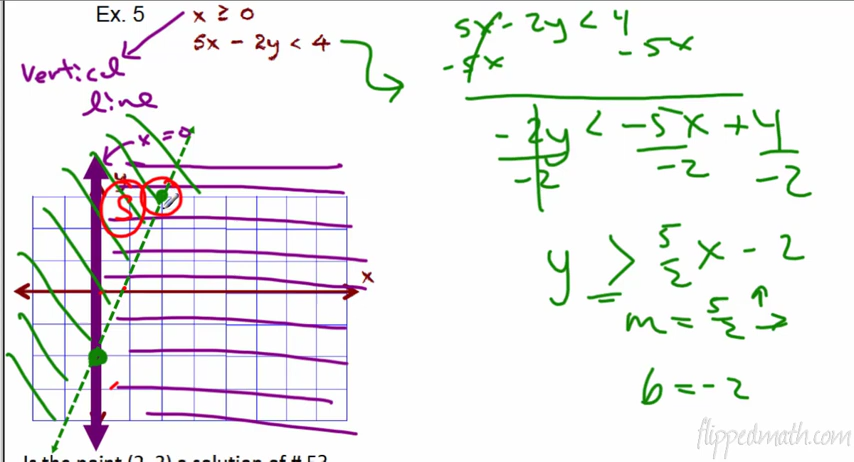 Ex. 5
x ≥ 0
5x − 2y < 4
Vertical
line
x = 0
y
S
x
5x − 2y < 4
−5x − 5x
−2y < −5x + 4
−2 −2 −2
y > 5/2 x − 2
m = 5/2 ↑→
b = −2
flippedmath.com